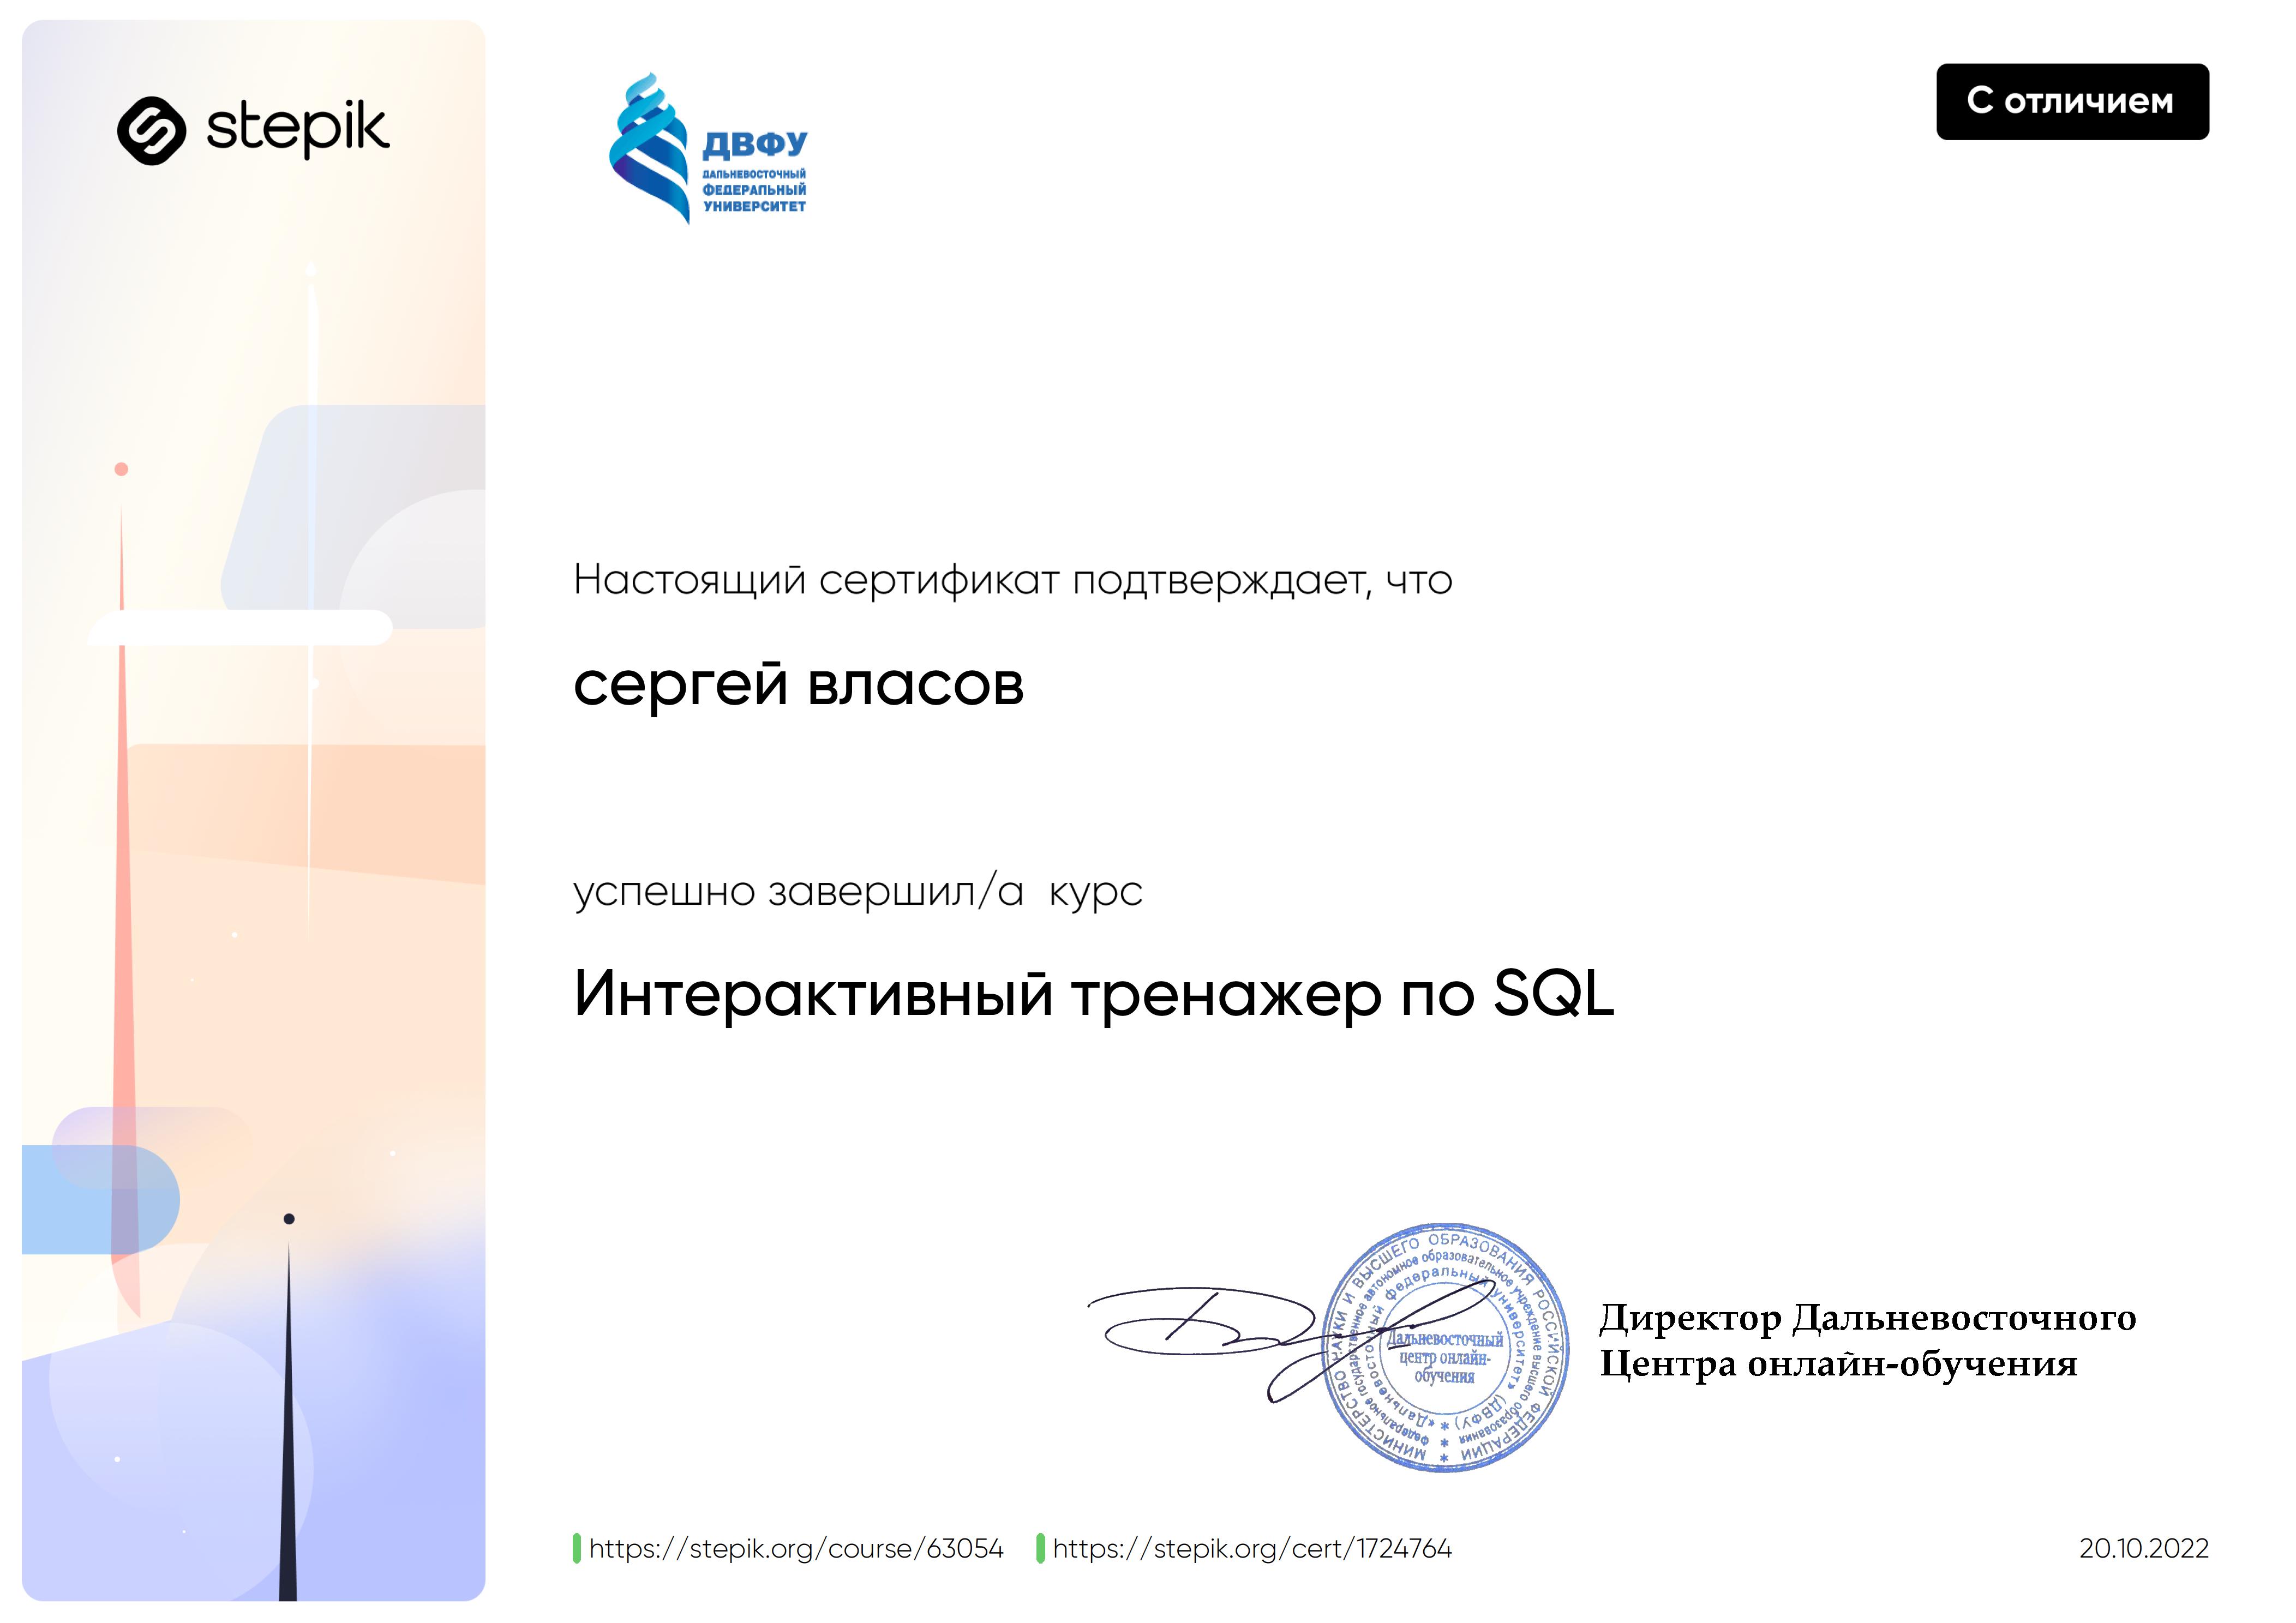 stepik
ДВФУ
ДАЛЬНЕВОСТОЧНЫЙ
ФЕДЕРАЛЬНЫЙ
УНИВЕРСИТЕТ
С отличием
Настоящий сертификат подтверждает, что
сергей власов
успешно завершил/а курс
Интерактивный тренажер по SQL
МИНИСТЕРСТВО НАУКИ И ВЫСШЕГО ОБРАЗОВАНИЯ РОССИЙСКОЙ ФЕДЕРАЦИИ
федеральное государственное автономное образовательное учреждение высшего образования
«Дальневосточный федеральный университет» (ДВФУ)
Дальневосточный
центр онлайн-
обучения
Директор Дальневосточного
Центра онлайн-обучения
https://stepik.org/course/63054
https://stepik.org/cert/1724764
20.10.2022